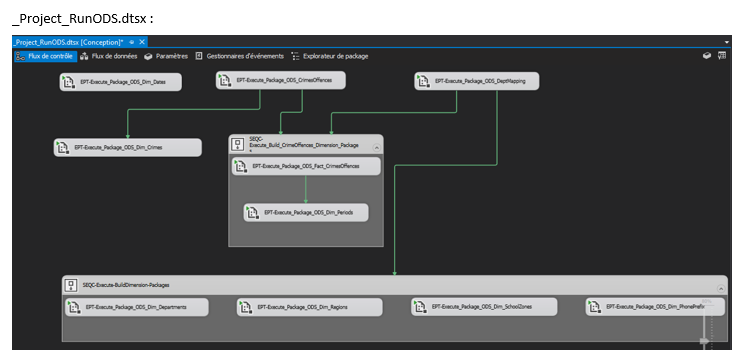 _Project_RunODS.dtsx :
_Project_RunODS.dtsx [Conception]*
Flux de contrôle Flux de données Paramètres Gestionnaires d'événements Explorateur de package
EPT-Execute_Package_ODS_Dim_Dates
EPT-Execute_Package_ODS_CrimesOffences
EPT-Execute_Package_ODS_DeptMapping
EPT-Execute_Package_ODS_Dim_Crimes
SEQC-
Execute_Build_CrimeOffences_Dimension_Package
EPT-Execute_Package_ODS_Fact_CrimesOffences
EPT-Execute_Package_ODS_Dim_Periods
SEQC-Execute-BuildDimension-Packages
EPT-Execute_Package_ODS_Dim_Departments
EPT-Execute_Package_ODS_Dim_Regions
EPT-Execute_Package_ODS_Dim_SchoolZones
EPT-Execute_Package_ODS_Dim_PhonePrefix